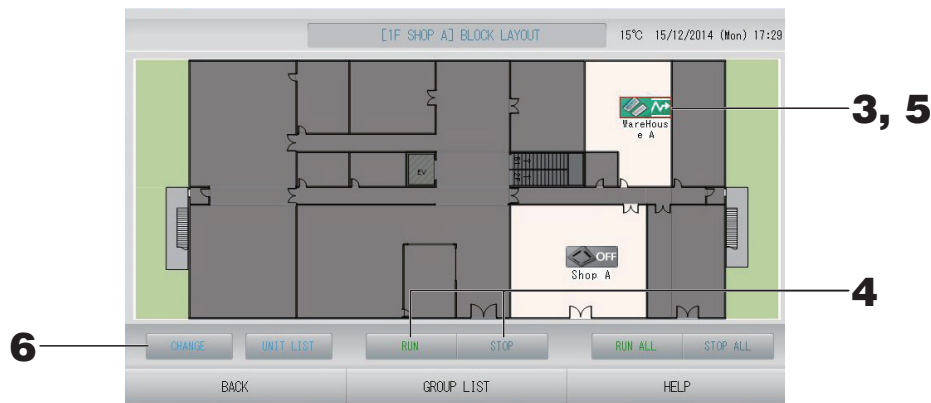 [1F SHOP A] BLOCK LAYOUT
15℃ 15/12/2014 (Mon) 17:29
3, 5
WareHous
e A
EV
OFF
Shop A
4
6
CHANGE
UNIT LIST
RUN
STOP
RUN ALL
STOP ALL
BACK
GROUP LIST
HELP